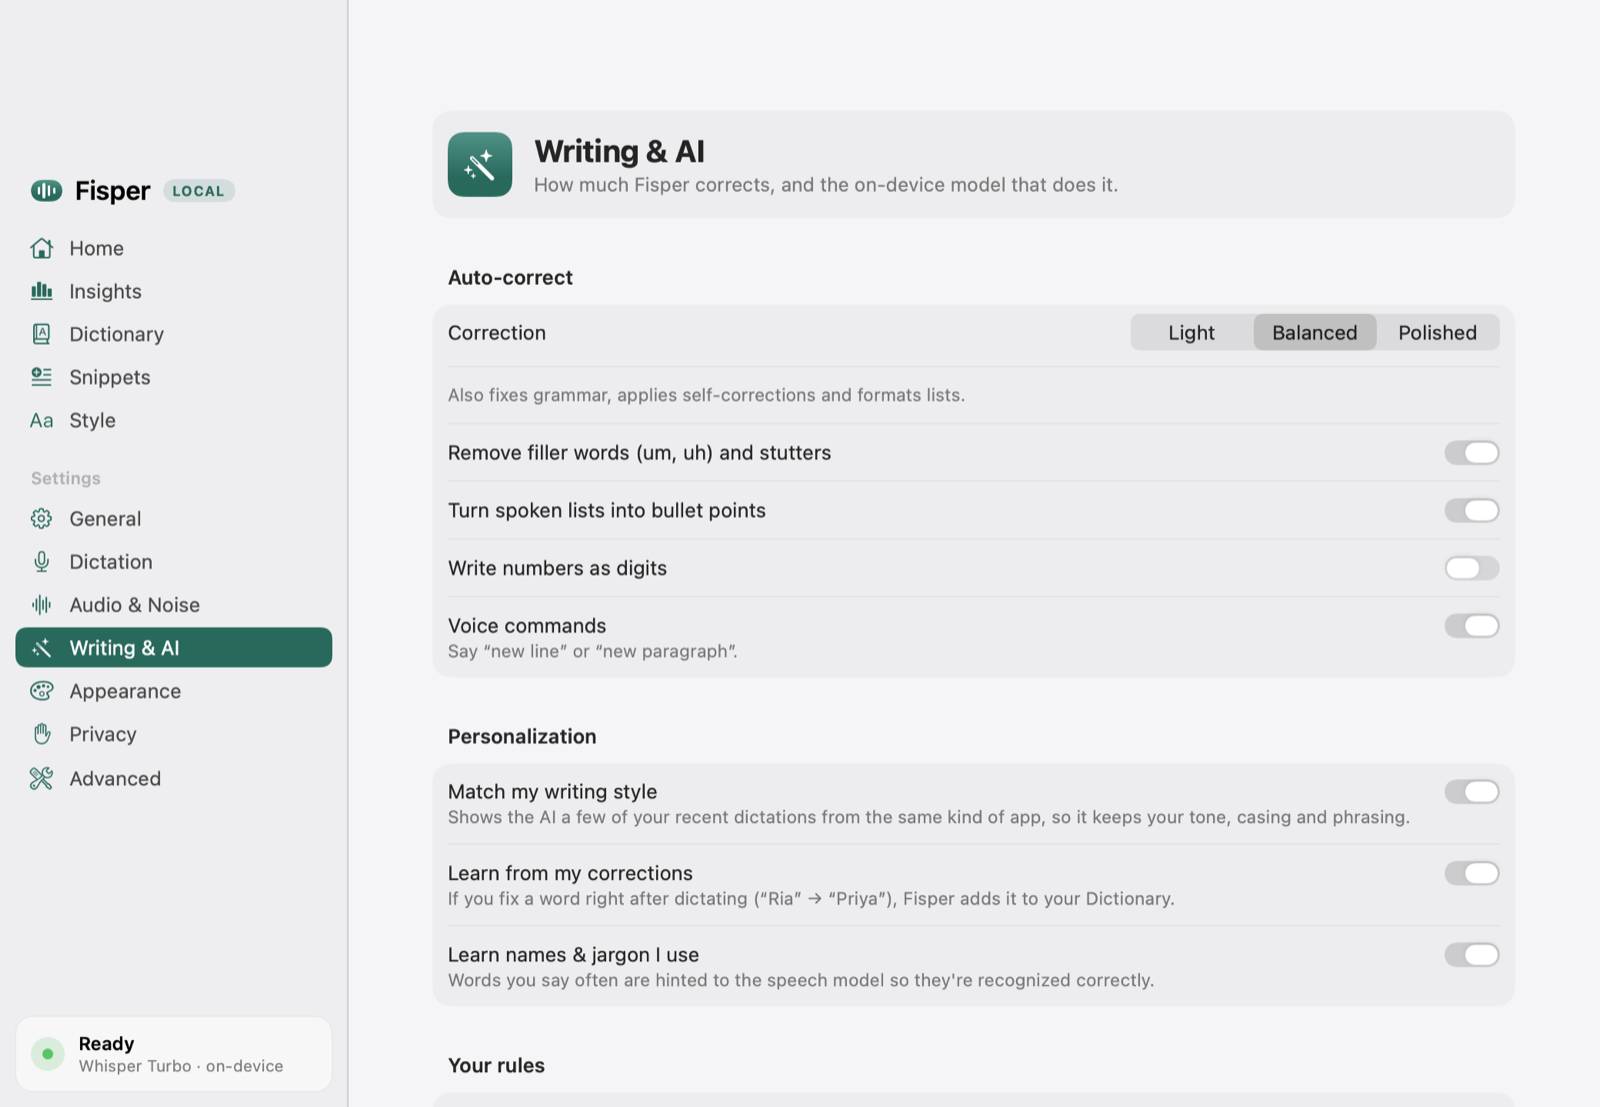 Fisper LOCAL
Home
Insights
Dictionary
Snippets
Aa Style
Settings
General
Dictation
Audio & Noise
Writing & AI
Appearance
Privacy
Advanced
Ready
Whisper Turbo · on-device
Writing & AI
How much Fisper corrects, and the on-device model that does it.
Auto-correct
Correction Light Balanced Polished
Also fixes grammar, applies self-corrections and formats lists.
Remove filler words (um, uh) and stutters
Turn spoken lists into bullet points
Write numbers as digits
Voice commands
Say “new line” or “new paragraph”.
Personalization
Match my writing style
Shows the AI a few of your recent dictations from the same kind of app, so it keeps your tone, casing and phrasing.
Learn from my corrections
If you fix a word right after dictating (“Ria” → “Priya”), Fisper adds it to your Dictionary.
Learn names & jargon I use
Words you say often are hinted to the speech model so they're recognized correctly.
Your rules